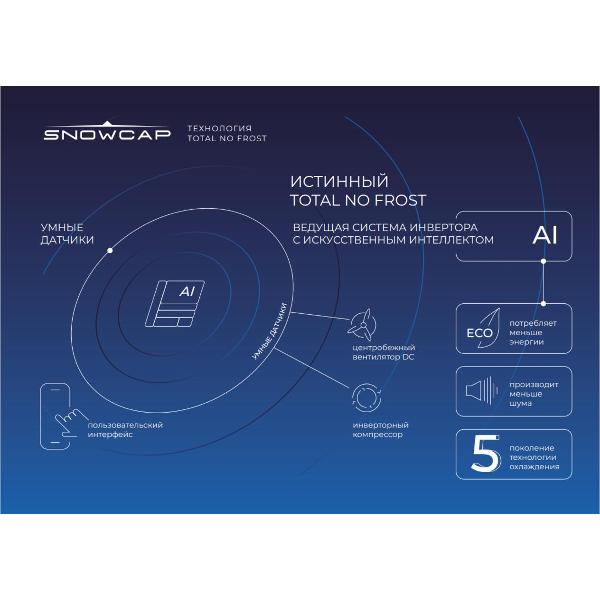 SNOWCAP
ТЕХНОЛОГИЯ
TOTAL NO FROST
ИСТИННЫЙ
TOTAL NO FROST
УМНЫЕ
ДАТЧИКИ
ВЕДУЩАЯ СИСТЕМА ИНВЕРТОРА
С ИСКУССТВЕННЫМ ИНТЕЛЛЕКТОМ
AI
AI
УМНЫЕ ДАТЧИКИ
центробежный
вентилятор DC
ECO
потребляет
меньше
энергии
производит
меньше
шума
пользовательский
интерфейс
инверторный
компрессор
5
поколение
технологии
охлаждения